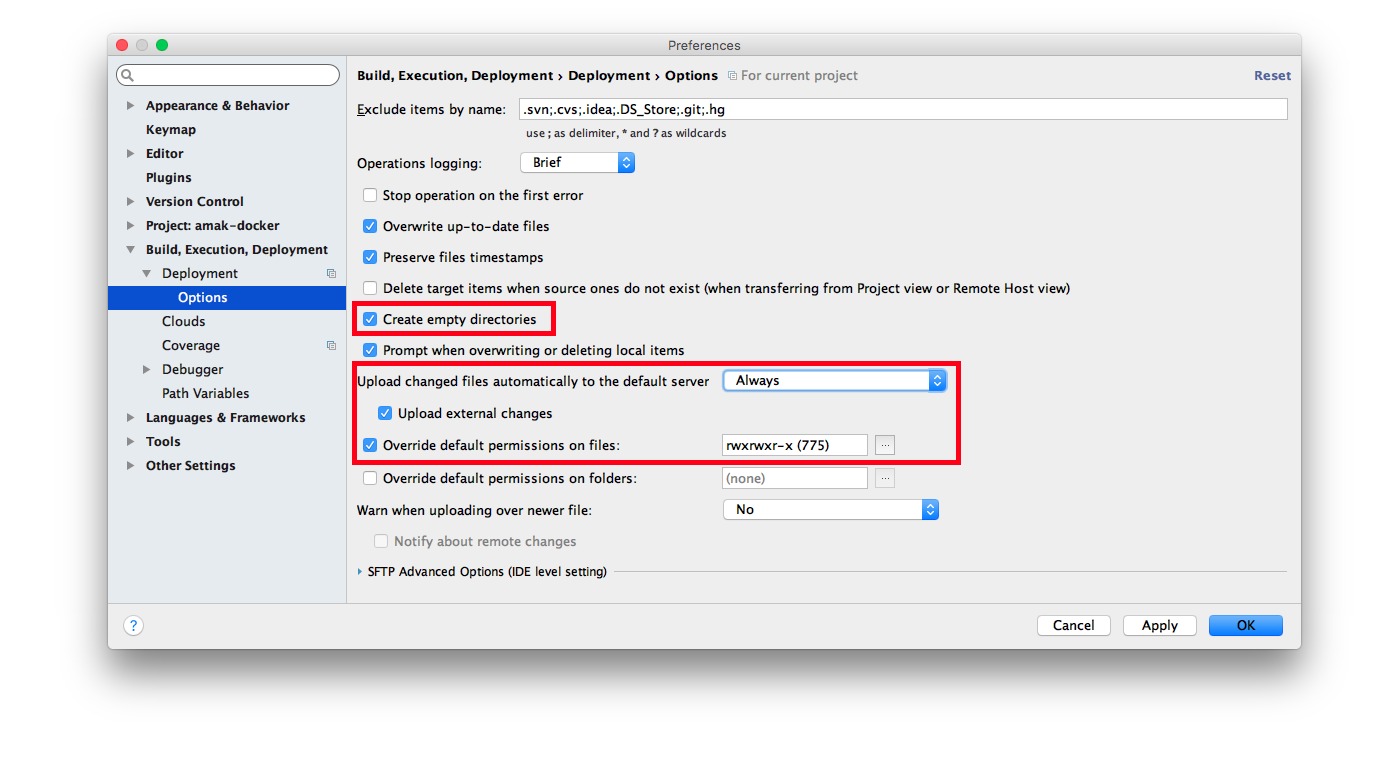 Preferences
Appearance & Behavior
Keymap
Editor
Plugins
Version Control
Project: amak-docker
Build, Execution, Deployment
Deployment
Options
Clouds
Coverage
Debugger
Path Variables
Languages & Frameworks
Tools
Other Settings
Build, Execution, Deployment › Deployment › Options For current project Reset
Exclude items by name: .svn;.cvs;.idea;.DS_Store;.git;.hg
use ; as delimiter, * and ? as wildcards
Operations logging: Brief
Stop operation on the first error
Overwrite up-to-date files
Preserve files timestamps
Delete target items when source ones do not exist (when transferring from Project view or Remote Host view)
Create empty directories
Prompt when overwriting or deleting local items
Upload changed files automatically to the default server Always
Upload external changes
Override default permissions on files: rwxrwxr-x (775) ...
Override default permissions on folders: (none) ...
Warn when uploading over newer file: No
Notify about remote changes
SFTP Advanced Options (IDE level setting)
? Cancel Apply OK